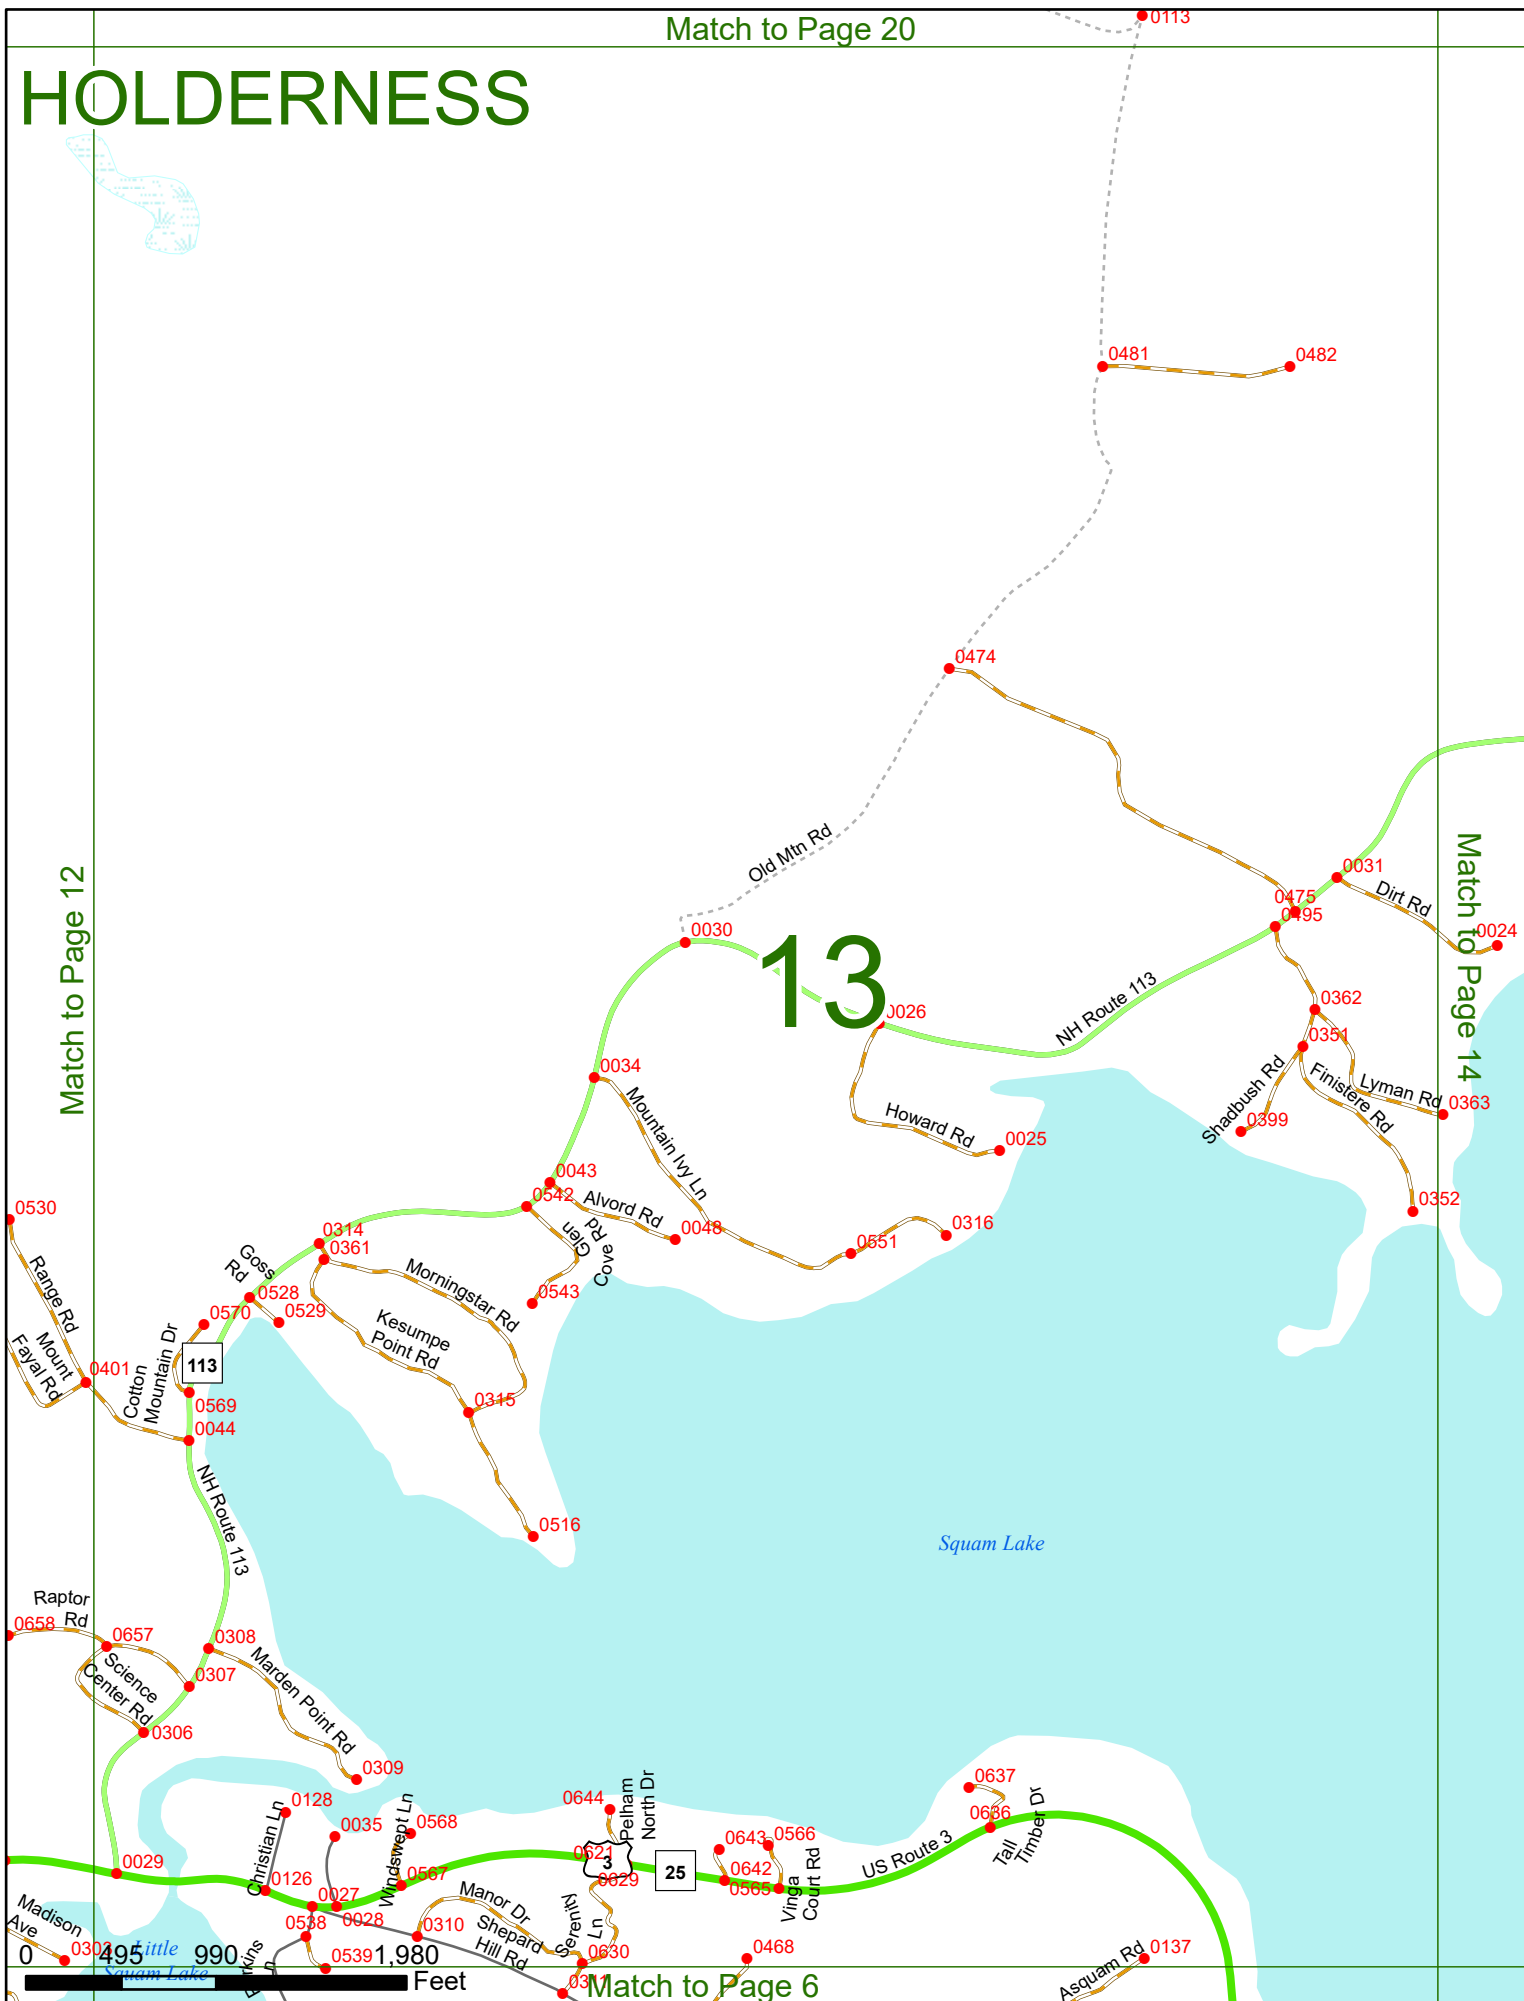 Match to Page 20
0113
HOLDERNESS
0481
0482
0474
Old Mtn Rd
0031
Dirt Rd
0475
0495
0024
Match to Page 12
Match to Page 14
0030
13
0026
NH Route 113
0362
0351
0034
Mountain Ivy Ln
Howard Rd
0025
Shadbush Rd
Finistere Rd
Lyman Rd
0363
0399
0352
0043
0542
Alvord Rd
0048
0316
0551
Glen
Cove Rd
0543
0530
Range Rd
0314
0361
Goss
Rd
0528
0529
0570
Morningstar Rd
Kesumpe
Point Rd
Mount
Fayal Rd
0401
Cotton
Mountain Dr
113
0569
0044
0315
NH Route 113
0516
Squam Lake
Raptor
Rd
0658
0657
0308
Science
Center Rd
0307
Marden Point Rd
0306
0309
0637
0128
0035
0568
0644
Pelham
North Dr
0636
Tall
Timber Dr
Christian Ln
Windswept Ln
0621
3
25
0643
0566
0642
0565
US Route 3
0029
0126
0567
0629
Vinga
Court Rd
0027
0028
Manor Dr
Shepard
Hill Rd
Serenity
Ln
Madison
Ave
0538
0310
0539
0630
0468
0137
Asquam Rd
Little
Squam Lake
0 495 990 1,980
Feet
Match to Page 6